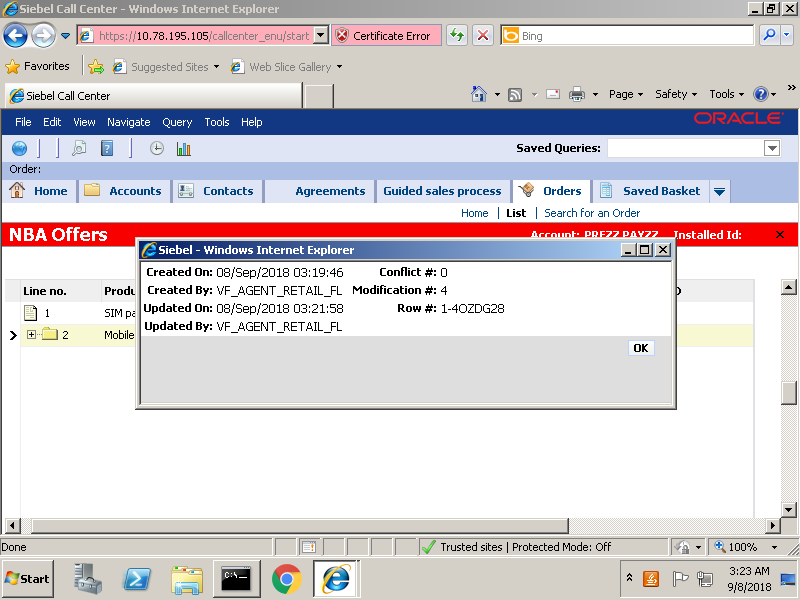 Siebel Call Center - Windows Internet Explorer
https://10.78.195.105/callcenter_enu/start
Certificate Error
Bing
Favorites
Suggested Sites
Web Slice Gallery
Siebel Call Center
Page
Safety
Tools
File Edit View Navigate Query Tools Help
ORACLE
Saved Queries:
Order:
Home Accounts Contacts Agreements Guided sales process Orders Saved Basket
Home | List | Search for an Order
NBA Offers
Account: PREZZ PAYZZ Installed Id:
Siebel - Windows Internet Explorer
Created On: 08/Sep/2018 03:19:46 Conflict #: 0
Created By: VF_AGENT_RETAIL_FL Modification #: 4
Updated On: 08/Sep/2018 03:21:58 Row #: 1-4OZDG28
Updated By: VF_AGENT_RETAIL_FL
OK
Line no.
1 SIM
2 Mobile
Done
Trusted sites | Protected Mode: Off
100%
Start
3:23 AM
9/8/2018